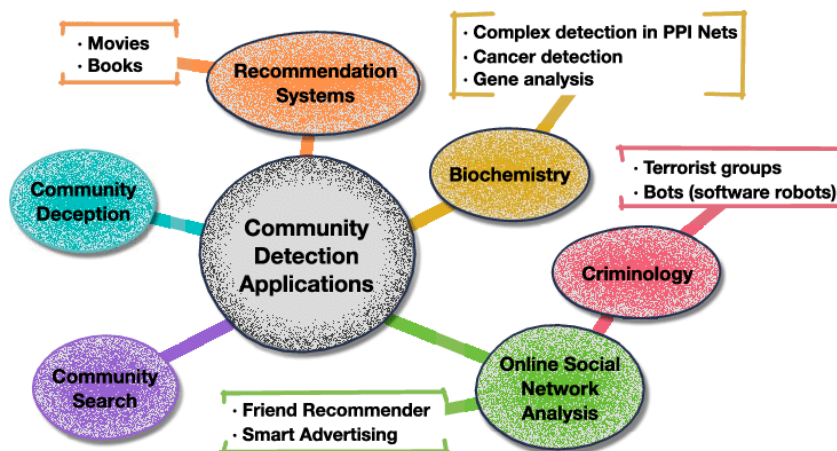 · Movies
· Books
Recommendation
Systems
· Complex detection in PPI Nets
· Cancer detection
· Gene analysis
Community
Deception
Biochemistry
· Terrorist groups
· Bots (software robots)
Community
Detection
Applications
Criminology
Community
Search
Online Social
Network
Analysis
· Friend Recommender
· Smart Advertising